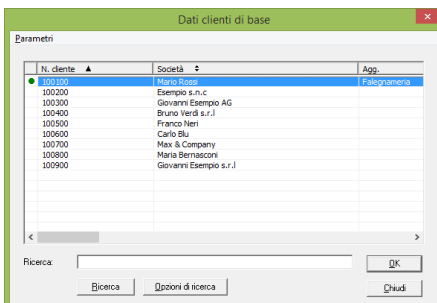 Dati clienti di base
Parametri
N. cliente Società Agg.
100100 Mario Rossi Falegnameria
100200 Esempio s.n.c
100300 Giovanni Esempio AG
100400 Bruno Verdi s.r.l
100500 Franco Neri
100600 Carlo Blu
100700 Max & Company
100800 Maria Bernasconi
100900 Giovanni Esempio s.r.l
Ricerca: OK
Ricerca Opzioni di ricerca Chiudi